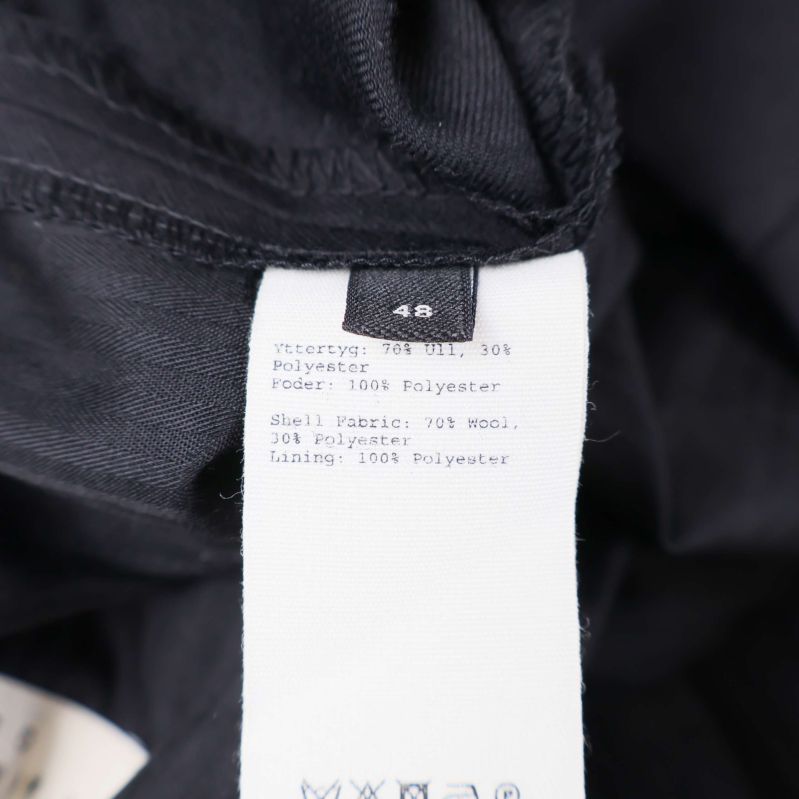 48
Yttertyg: 70% Ull, 30%
Polyester
Foder: 100% Polyester
Shell Fabric: 70% Wool,
30% Polyester
Lining: 100% Polyester